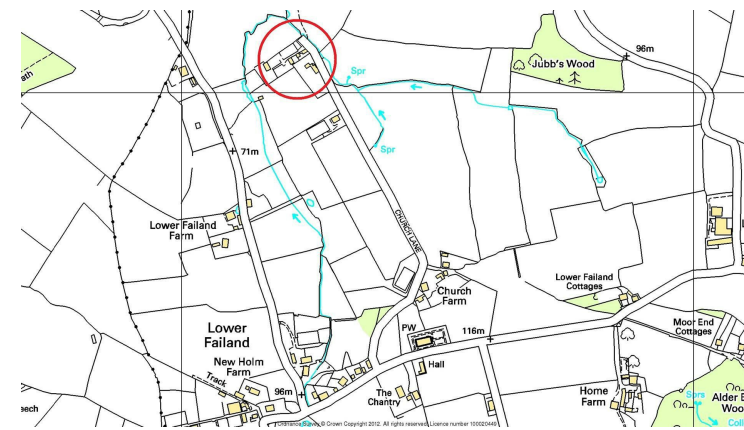 96m
Jubb's Wood
ath
Spr
71m
Spr
Lower Failand
Farm
CHURCH LANE
L
Church
Farm
Lower Failand
Cottages
Lower
Failand
PW
116m
Moor End
Cottages
New Holm
Farm
Hall
Track
96m
The
Chantry
Home
Farm
Sprs
Alder
Woo
eech
Coll
Ordnance Survey © Crown Copyright 2012. All rights reserved. Licence number 100020449